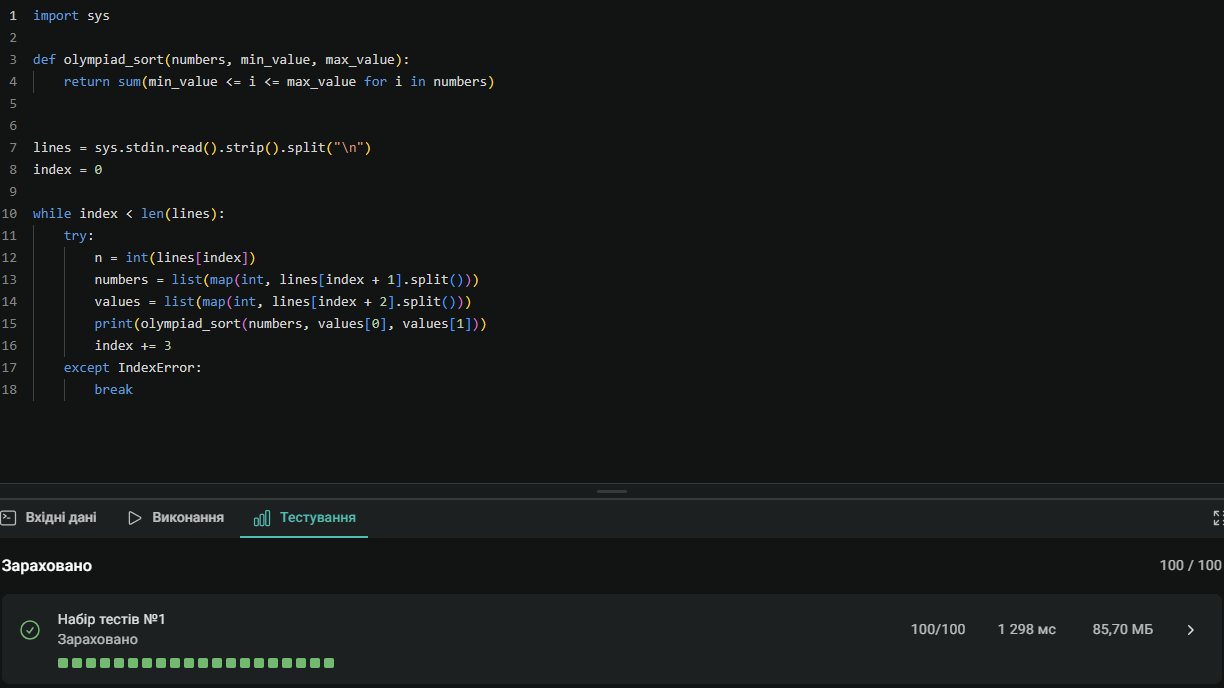 1 import sys
2
3 def olympiad_sort(numbers, min_value, max_value):
4     return sum(min_value <= i <= max_value for i in numbers)
5
6
7 lines = sys.stdin.read().strip().split("\n")
8 index = 0
9
10 while index < len(lines):
11     try:
12         n = int(lines[index])
13         numbers = list(map(int, lines[index + 1].split()))
14         values = list(map(int, lines[index + 2].split()))
15         print(olympiad_sort(numbers, values[0], values[1]))
16         index += 3
17     except IndexError:
18         break
Вхідні дані Виконання Тестування
Зараховано 100 / 100
Набір тестів №1
Зараховано
100/100 1 298 мс 85,70 МБ